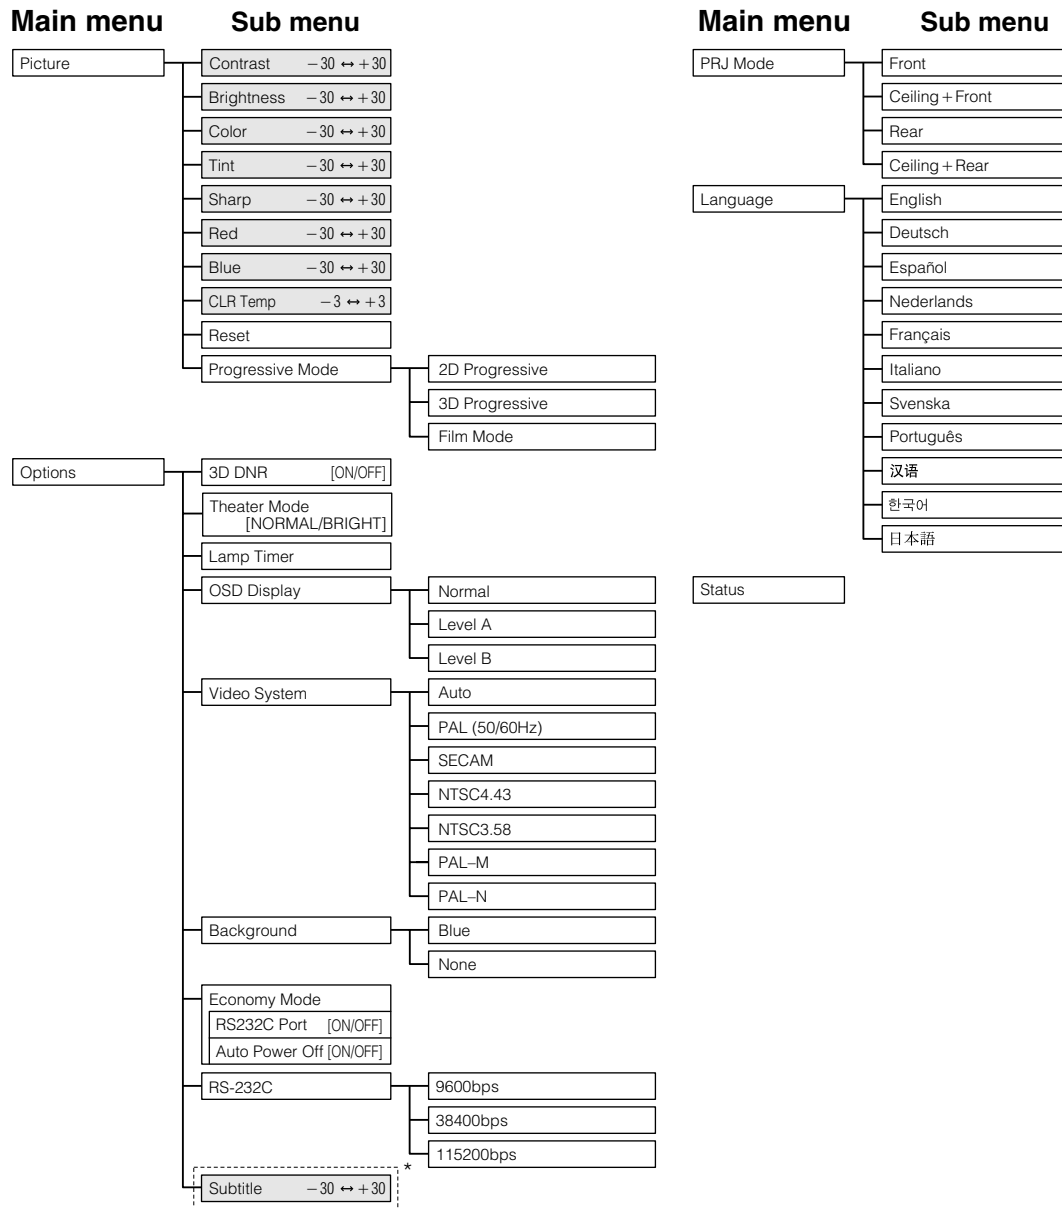 Main menu Sub menu
Picture
Contrast −30 ↔ +30
Brightness −30 ↔ +30
Color −30 ↔ +30
Tint −30 ↔ +30
Sharp −30 ↔ +30
Red −30 ↔ +30
Blue −30 ↔ +30
CLR Temp −3 ↔ +3
Reset
Progressive Mode
2D Progressive
3D Progressive
Film Mode
Options
3D DNR [ON/OFF]
Theater Mode
[NORMAL/BRIGHT]
Lamp Timer
OSD Display
Normal
Level A
Level B
Video System
Auto
PAL (50/60Hz)
SECAM
NTSC4.43
NTSC3.58
PAL–M
PAL–N
Background
Blue
None
Economy Mode
RS232C Port [ON/OFF]
Auto Power Off [ON/OFF]
RS-232C
9600bps
38400bps
115200bps
*
Subtitle −30 ↔ +30
Main menu Sub menu
PRJ Mode
Front
Ceiling+Front
Rear
Ceiling+Rear
Language
English
Deutsch
Español
Nederlands
Français
Italiano
Svenska
Português
汉语
한국어
日本語
Status